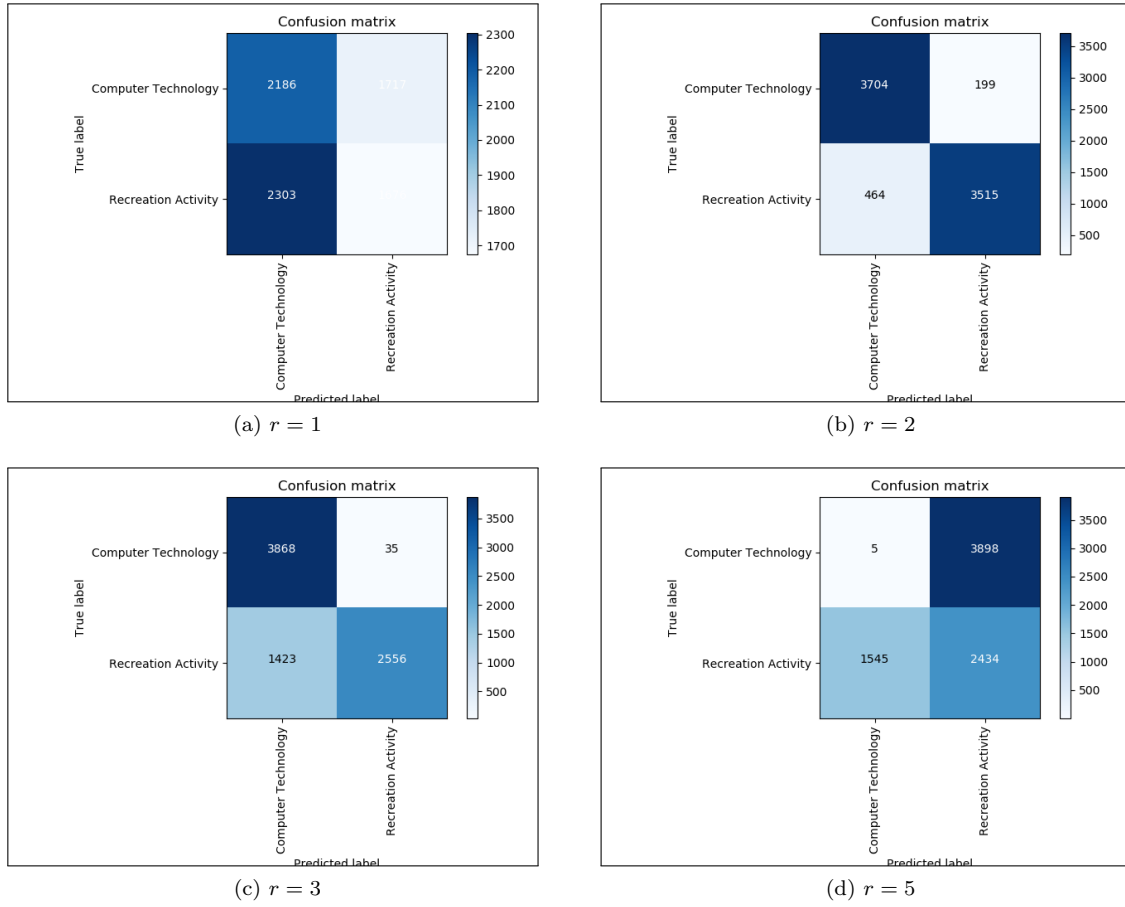 Confusion matrix
Computer Technology
Recreation Activity
True label
2186
1717
2303
Computer Technology
Recreation Activity
Predicted label
2300
2200
2100
2000
1900
1800
1700
(a) r = 1
Confusion matrix
Computer Technology
Recreation Activity
True label
3704
199
464
3515
Computer Technology
Recreation Activity
Predicted label
3500
3000
2500
2000
1500
1000
500
(b) r = 2
Confusion matrix
Computer Technology
Recreation Activity
True label
3868
35
1423
2556
Computer Technology
Recreation Activity
Predicted label
3500
3000
2500
2000
1500
1000
500
(c) r = 3
Confusion matrix
Computer Technology
Recreation Activity
True label
5
3898
1545
2434
Computer Technology
Recreation Activity
Predicted label
3500
3000
2500
2000
1500
1000
500
(d) r = 5